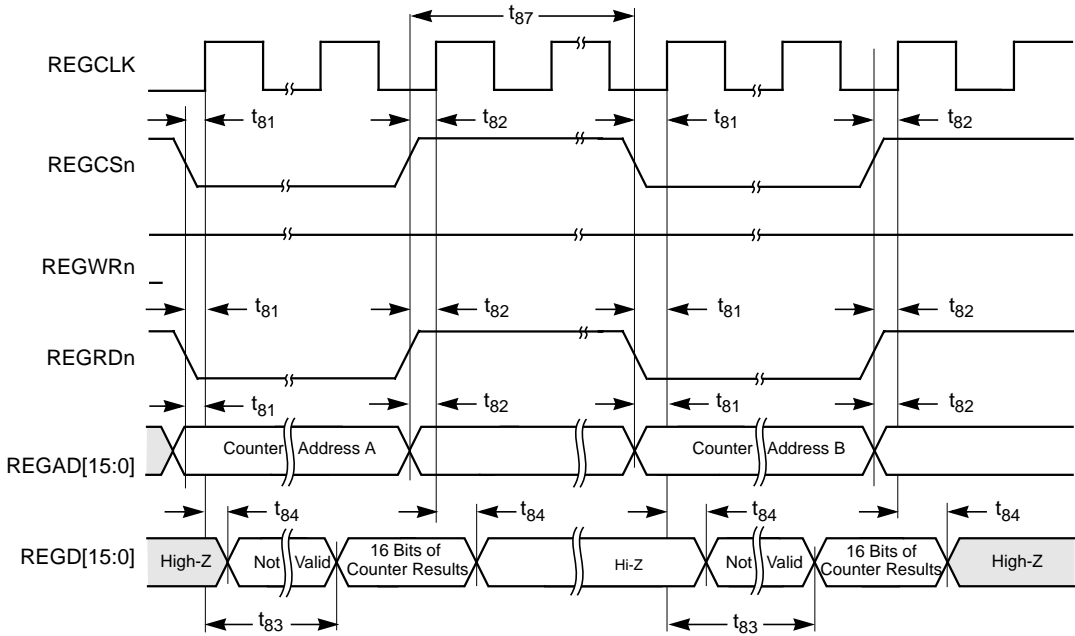 t87
REGCLK
t81 t82 t81 t82
REGCSn
REGWRn
t81 t82 t81 t82
REGRDn
t81 t82 t81 t82
Counter Address A Counter Address B
REGAD[15:0]
t84 t84 t84 t84
REGD[15:0]
High-Z Not Valid 16 Bits of Counter Results Hi-Z Not Valid 16 Bits of Counter Results High-Z
t83 t83